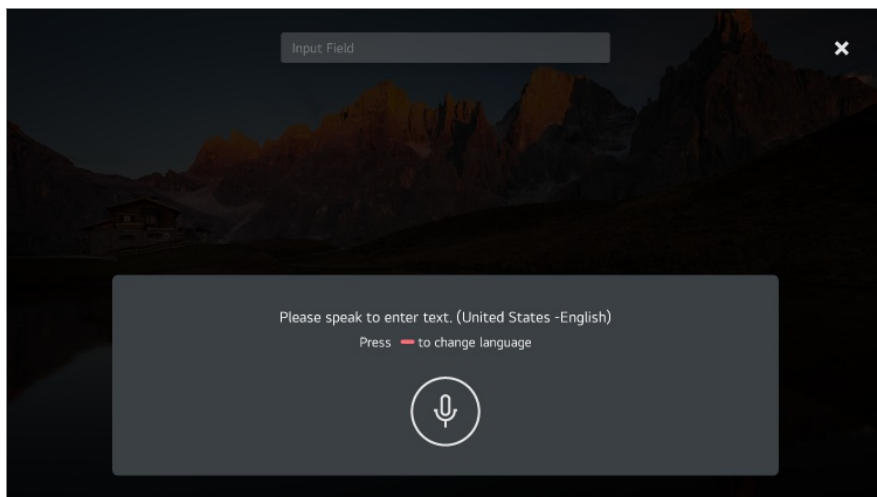 Input Field
Please speak to enter text. (United States -English)
Press to change language